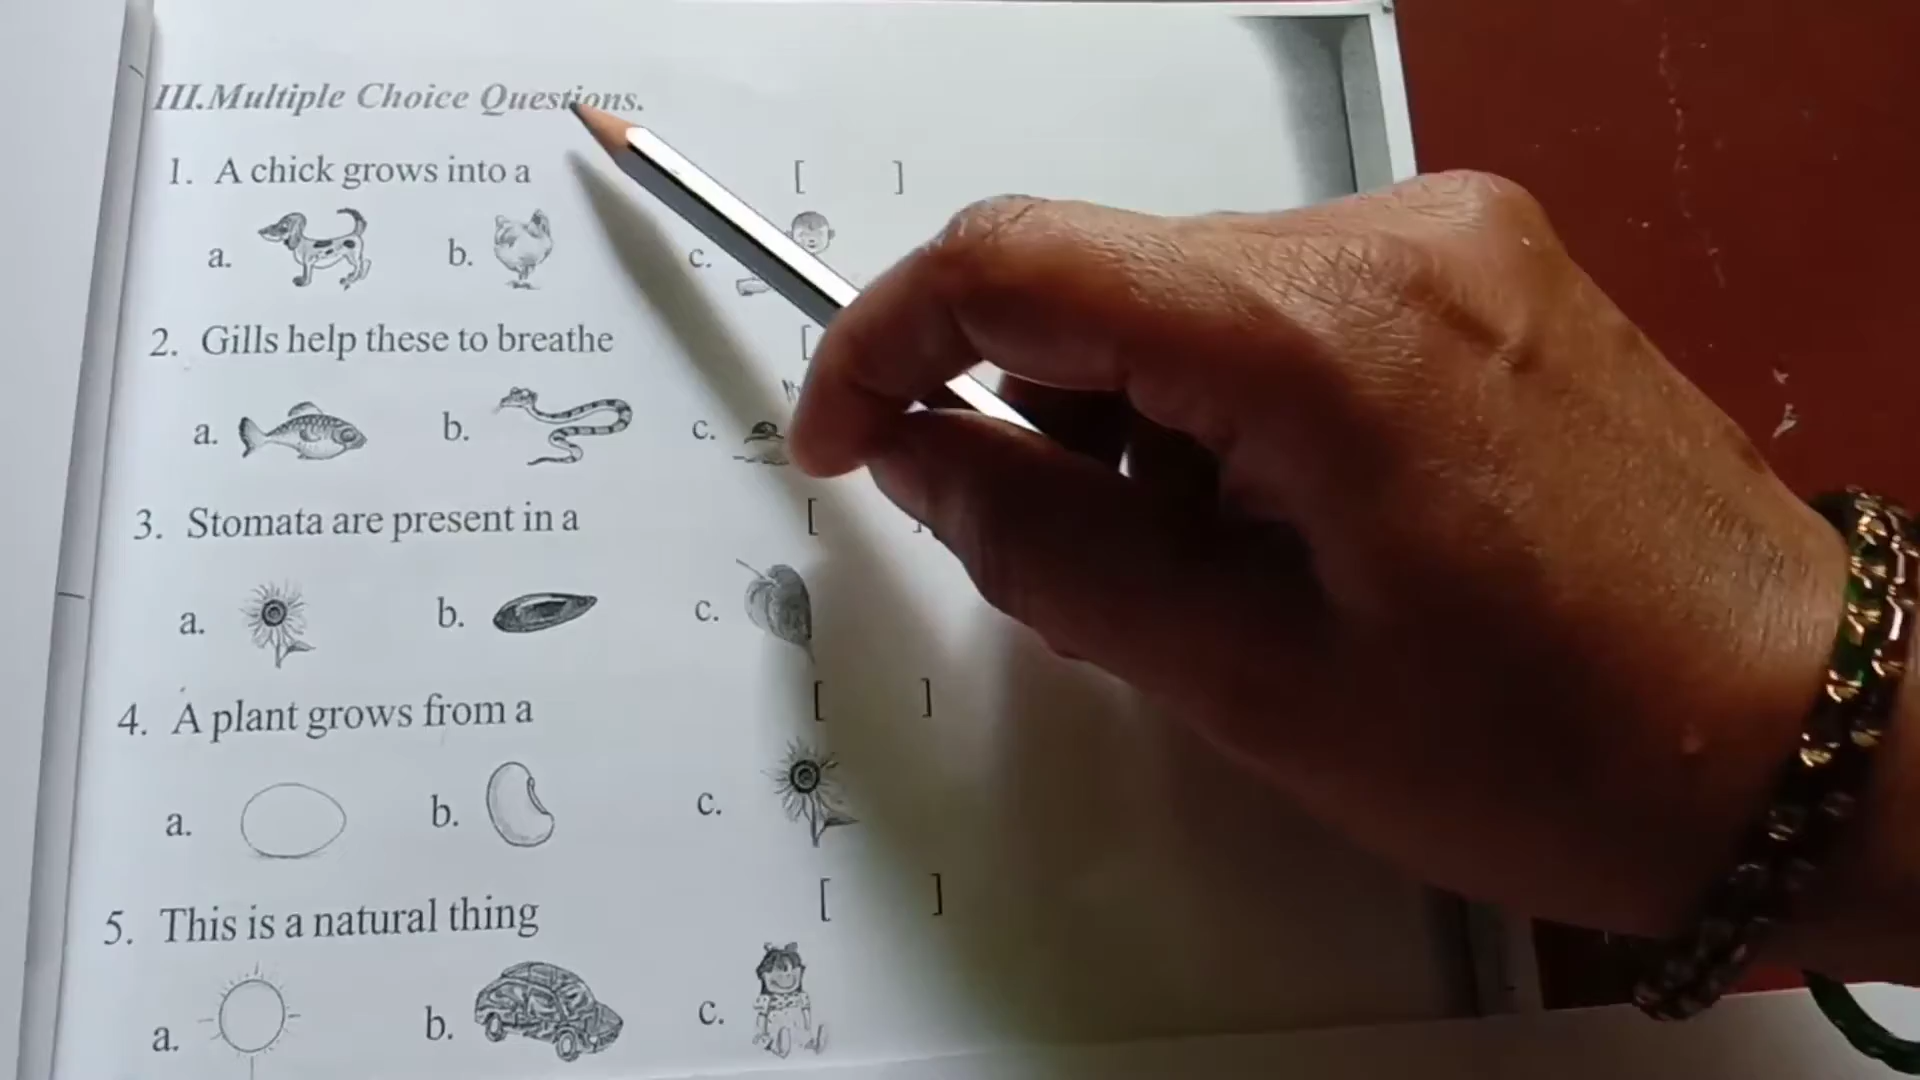 III. Multiple Choice Questions.
1. A chick grows into a [ ]
a. b. c.
2. Gills help these to breathe [
a. b. c.
3. Stomata are present in a [ ]
a. b. c.
4. A plant grows from a [ ]
a. b. c.
5. This is a natural thing [ ]
a. b. c.